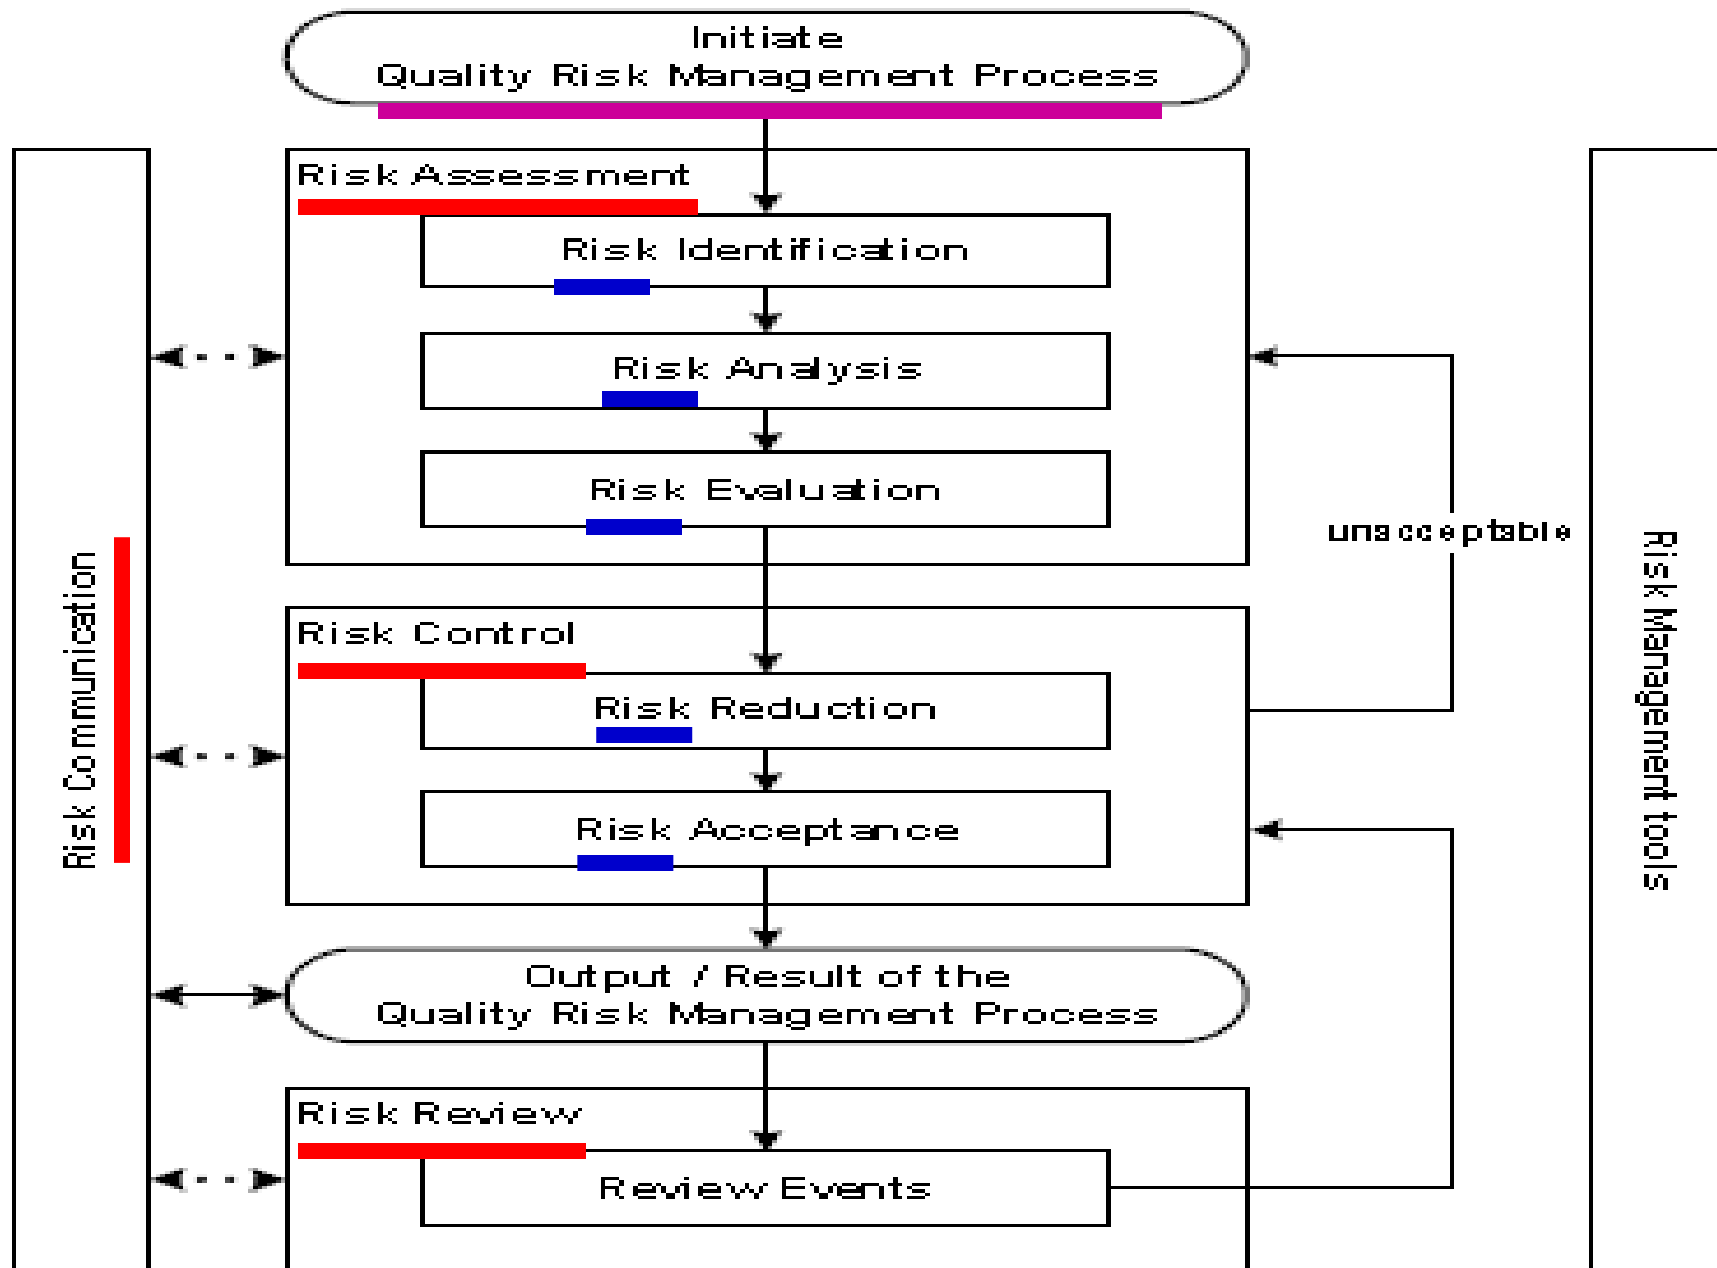 Initiate
Quality Risk Management Process
Risk Assessment
Risk Identification
Risk Analysis
Risk Evaluation
unacceptable
Risk Communication
Risk Management tools
Risk Control
Risk Reduction
Risk Acceptance
Output / Result of the
Quality Risk Management Process
Risk Review
Review Events